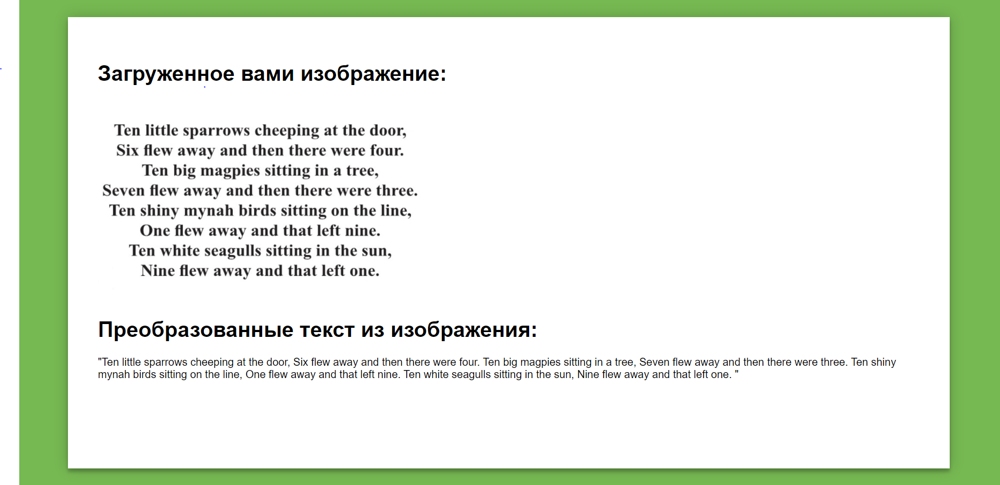 Загруженное вами изображение:
Ten little sparrows cheeping at the door,
Six flew away and then there were four.
Ten big magpies sitting in a tree,
Seven flew away and then there were three.
Ten shiny mynah birds sitting on the line,
One flew away and that left nine.
Ten white seagulls sitting in the sun,
Nine flew away and that left one.
Преобразованные текст из изображения:
"Ten little sparrows cheeping at the door, Six flew away and then there were four. Ten big magpies sitting in a tree, Seven flew away and then there were three. Ten shiny
mynah birds sitting on the line, One flew away and that left nine. Ten white seagulls sitting in the sun, Nine flew away and that left one. "